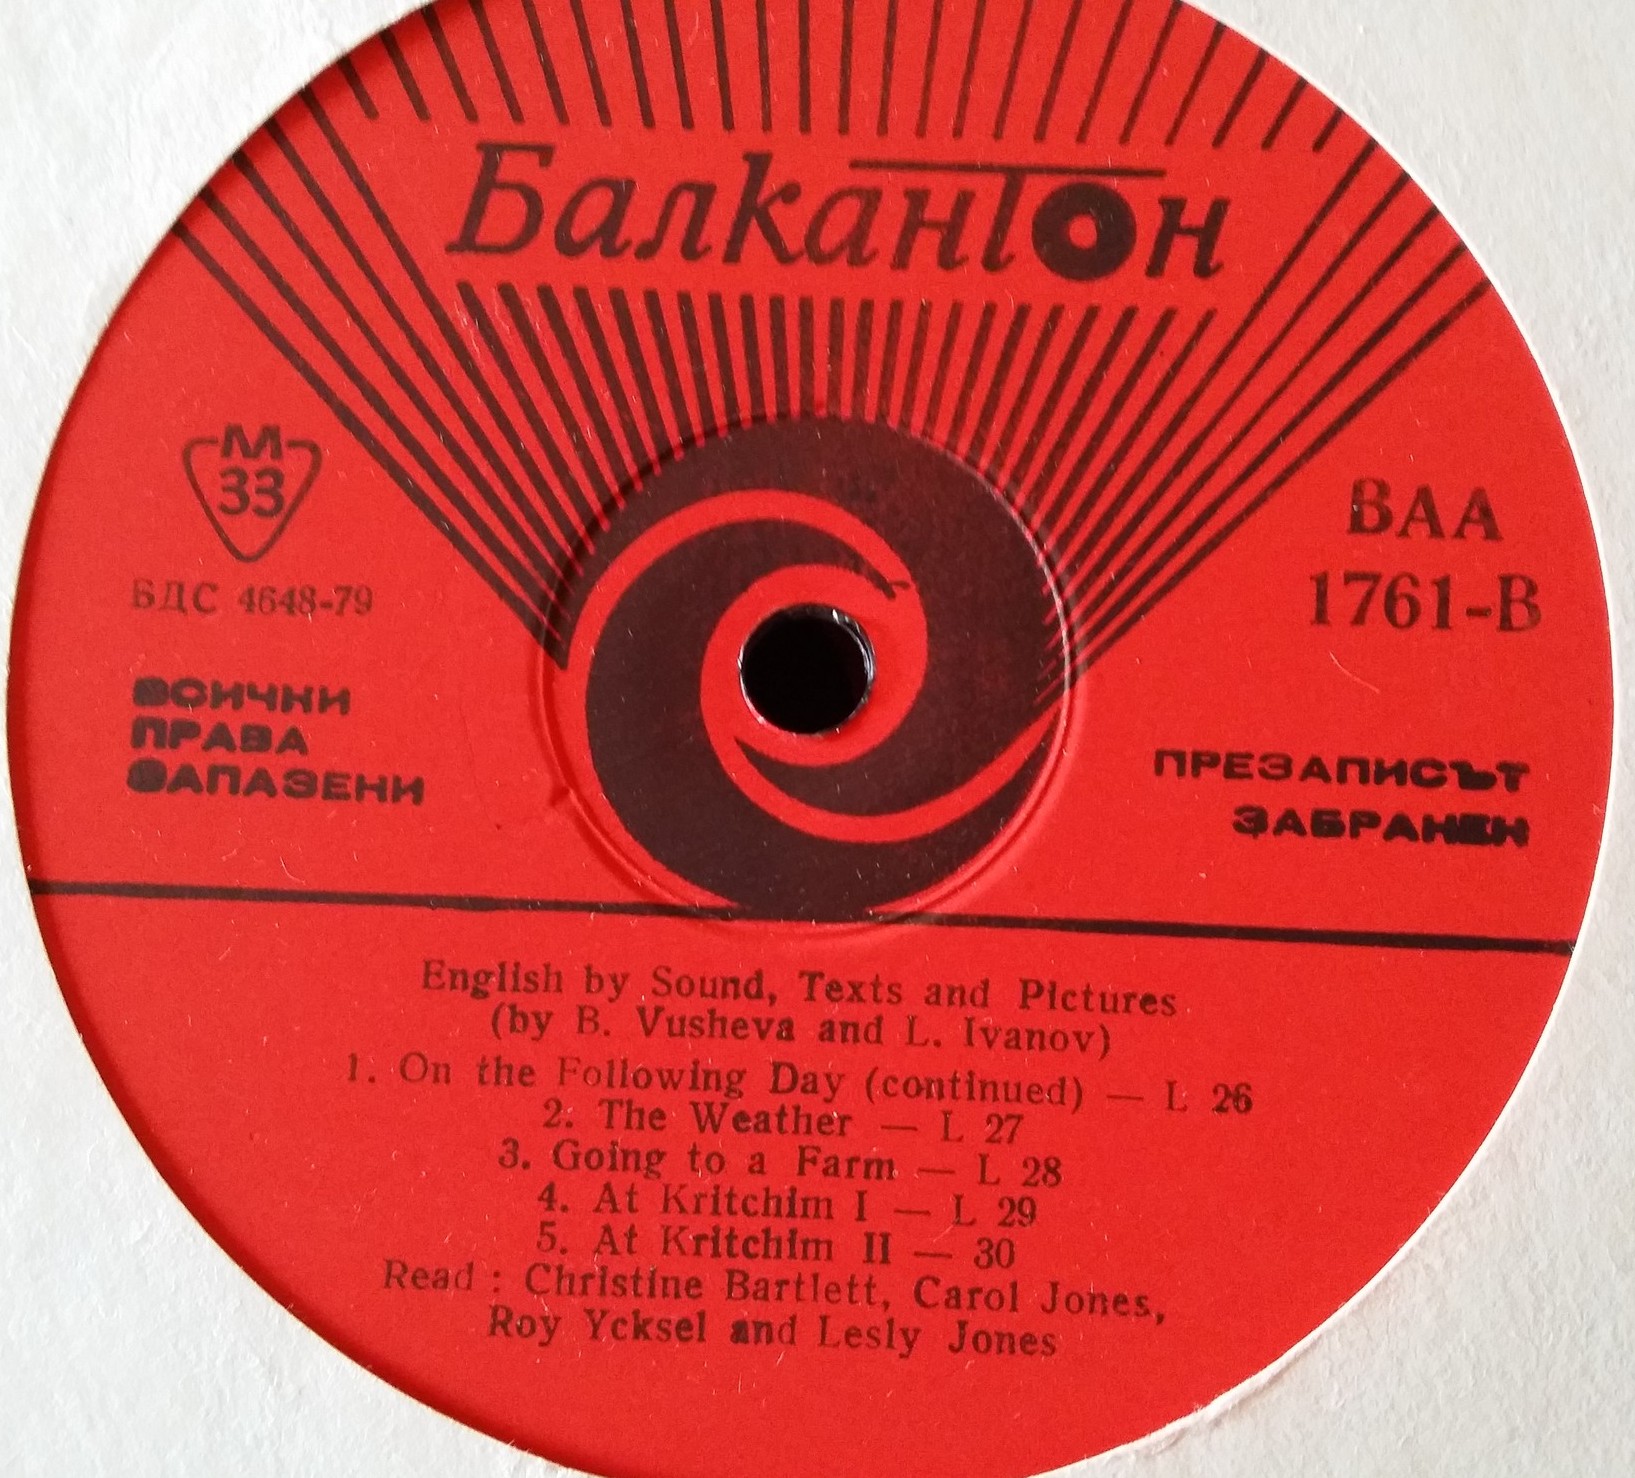 Балкантон
М
33
БДС 4648-79
ВСИЧКИ
ПРАВА
ЗАПАЗЕНИ
ВАА
1761-В
ПРЕЗАПИСЪТ
ЗАБРАНЕН
English by Sound, Texts and Pictures
(by B. Vusheva and L. Ivanov)
1. On the Following Day (continued) — L 26
2. The Weather — L 27
3. Going to a Farm — L 28
4. At Kritchim I — L 29
5. At Kritchim II — 30
Read : Christine Bartlett, Carol Jones,
Roy Ycksel and Lesly Jones